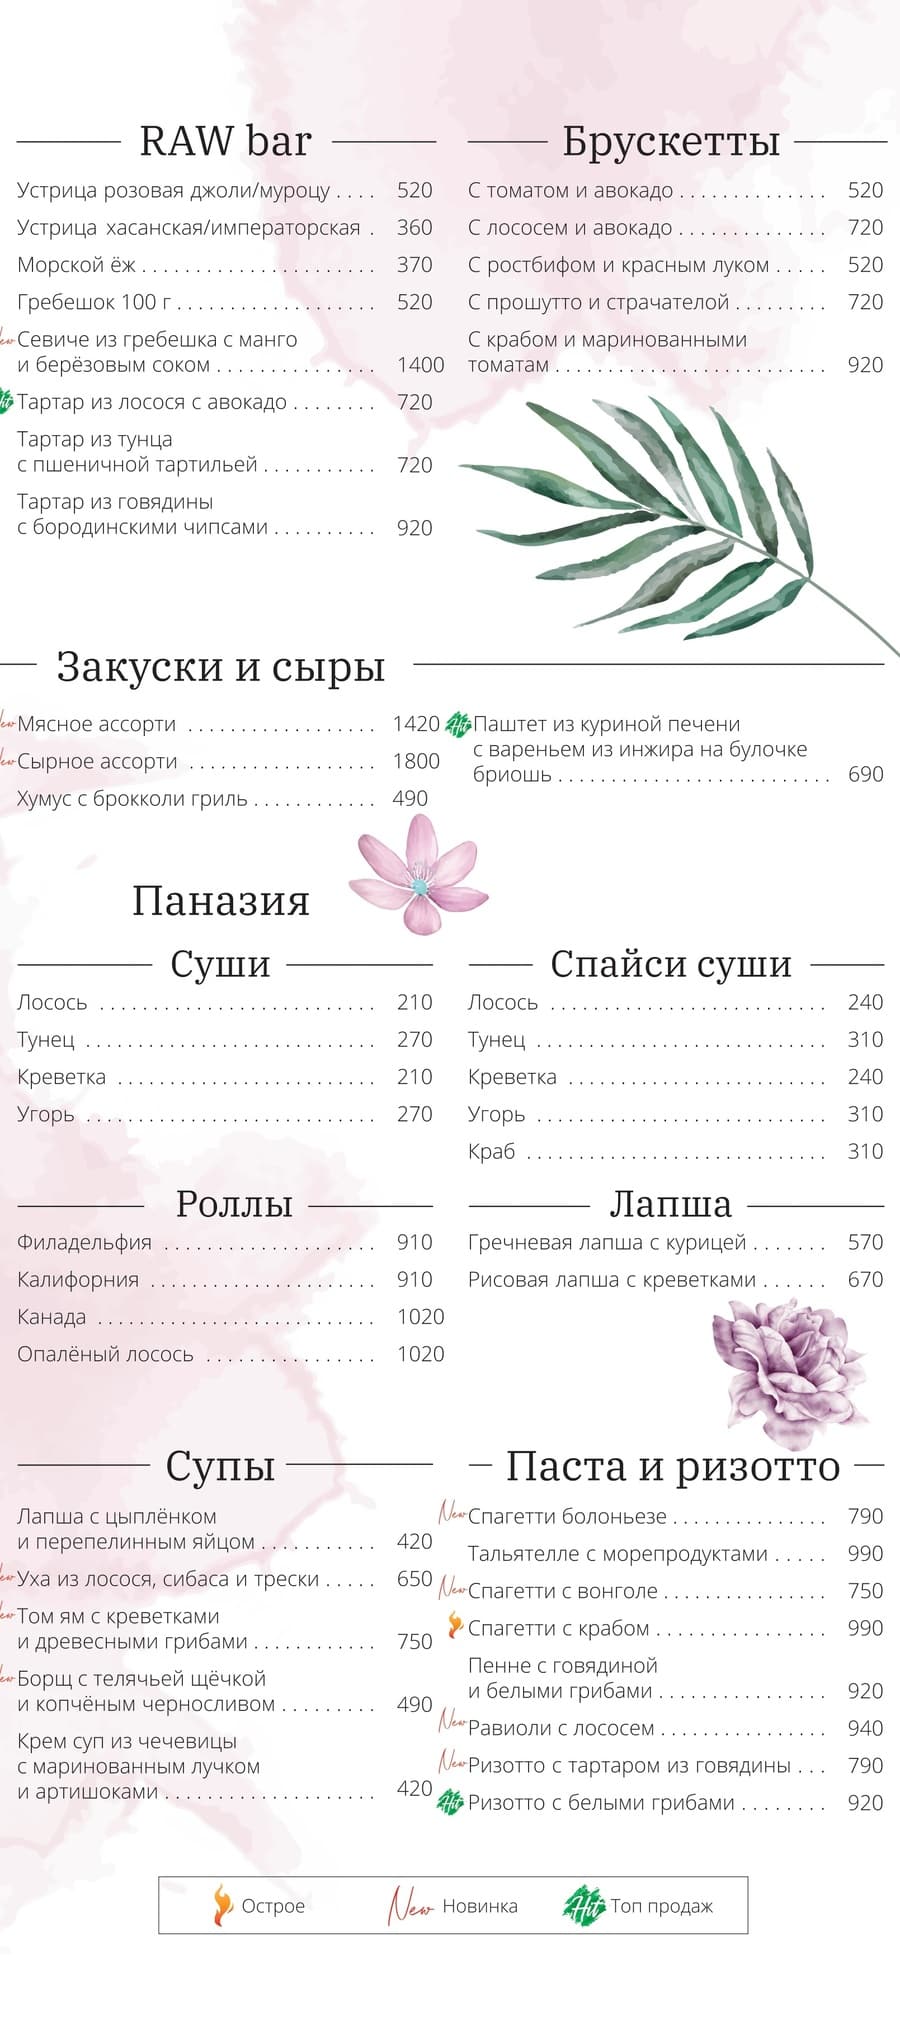 RAW bar
Устрица розовая джоли/муроцу . . . . 520
Устрица хасанская/императорская . 360
Морской ёж . . . . . . . . . . . . . . . . . . . . . . 370
Гребешок 100 г . . . . . . . . . . . . . . . . . . . 520
New Севиче из гребешка с манго
и берёзовым соком . . . . . . . . . . . . . . . 1400
Hit Тартар из лосося с авокадо . . . . . . . . 720
Тартар из тунца
с пшеничной тартильей . . . . . . . . . . . 720
Тартар из говядины
с бородинскими чипсами . . . . . . . . . . 920
Брускетты
С томатом и авокадо . . . . . . . . . . . . . . 520
С лососем и авокадо . . . . . . . . . . . . . . 720
С ростбифом и красным луком . . . . . 520
С прошутто и страчателой . . . . . . . . . 720
С крабом и маринованными
томатам . . . . . . . . . . . . . . . . . . . . . . . . . . 920
Закуски и сыры
New Мясное ассорти . . . . . . . . . . . . . . . . . . 1420
New Сырное ассорти . . . . . . . . . . . . . . . . . . 1800
Хумус с брокколи гриль . . . . . . . . . . . . 490
Hit Паштет из куриной печени
с вареньем из инжира на булочке
бриошь . . . . . . . . . . . . . . . . . . . . . . . . . . 690
Паназия
Суши
Лосось . . . . . . . . . . . . . . . . . . . . . . . . . . 210
Тунец . . . . . . . . . . . . . . . . . . . . . . . . . . . 270
Креветка . . . . . . . . . . . . . . . . . . . . . . . . 210
Угорь . . . . . . . . . . . . . . . . . . . . . . . . . . . 270
Спайси суши
Лосось . . . . . . . . . . . . . . . . . . . . . . . . . . 240
Тунец . . . . . . . . . . . . . . . . . . . . . . . . . . . 310
Креветка . . . . . . . . . . . . . . . . . . . . . . . . 240
Угорь . . . . . . . . . . . . . . . . . . . . . . . . . . . 310
Краб . . . . . . . . . . . . . . . . . . . . . . . . . . . . 310
Роллы
Филадельфия . . . . . . . . . . . . . . . . . . . . 910
Калифорния . . . . . . . . . . . . . . . . . . . . . 910
Канада . . . . . . . . . . . . . . . . . . . . . . . . . . 1020
Опалёный лосось . . . . . . . . . . . . . . . . 1020
Лапша
Гречневая лапша с курицей . . . . . . . 570
Рисовая лапша с креветками . . . . . . 670
Супы
Лапша с цыплёнком
и перепелинным яйцом . . . . . . . . . . . 420
New Уха из лосося, сибаса и трески . . . . . 650
New Том ям с креветками
и древесными грибами . . . . . . . . . . . . 750
New Борщ с телячьей щёчкой
и копчёным черносливом . . . . . . . . . 490
Крем суп из чечевицы
с маринованным лучком
и артишоками . . . . . . . . . . . . . . . . . . . . 420
Паста и ризотто
New Спагетти болоньезе . . . . . . . . . . . . . . . 790
Тальятелле с морепродуктами . . . . . 990
New Спагетти с вонголе . . . . . . . . . . . . . . . . 750
Спагетти с крабом . . . . . . . . . . . . . . . . 990
Пенне с говядиной
и белыми грибами . . . . . . . . . . . . . . . . 920
New Равиоли с лососем . . . . . . . . . . . . . . . . 940
New Ризотто с тартаром из говядины . . . 790
Hit Ризотто с белыми грибами . . . . . . . . 920
Острое New Новинка Hit Топ продаж